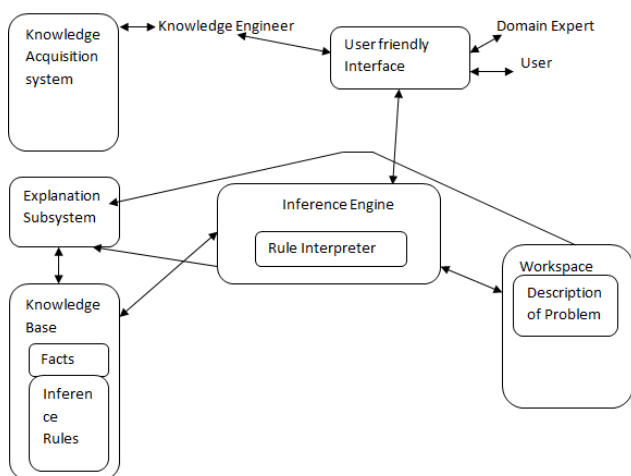 Knowledge
Acquisition
system
Knowledge Engineer
User friendly
Interface
Domain Expert
User
Explanation
Subsystem
Inference Engine
Rule Interpreter
Workspace
Description
of Problem
Knowledge
Base
Facts
Inferen
ce
Rules